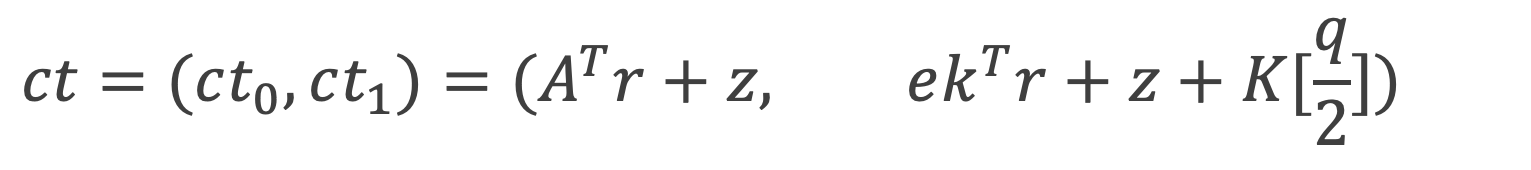 𝑐𝑡 = (𝑐𝑡₀, 𝑐𝑡₁) = (𝐴ᵀ𝑟 + 𝑧, 𝑒𝑘ᵀ𝑟 + 𝑧 + 𝐾[𝑞/2])